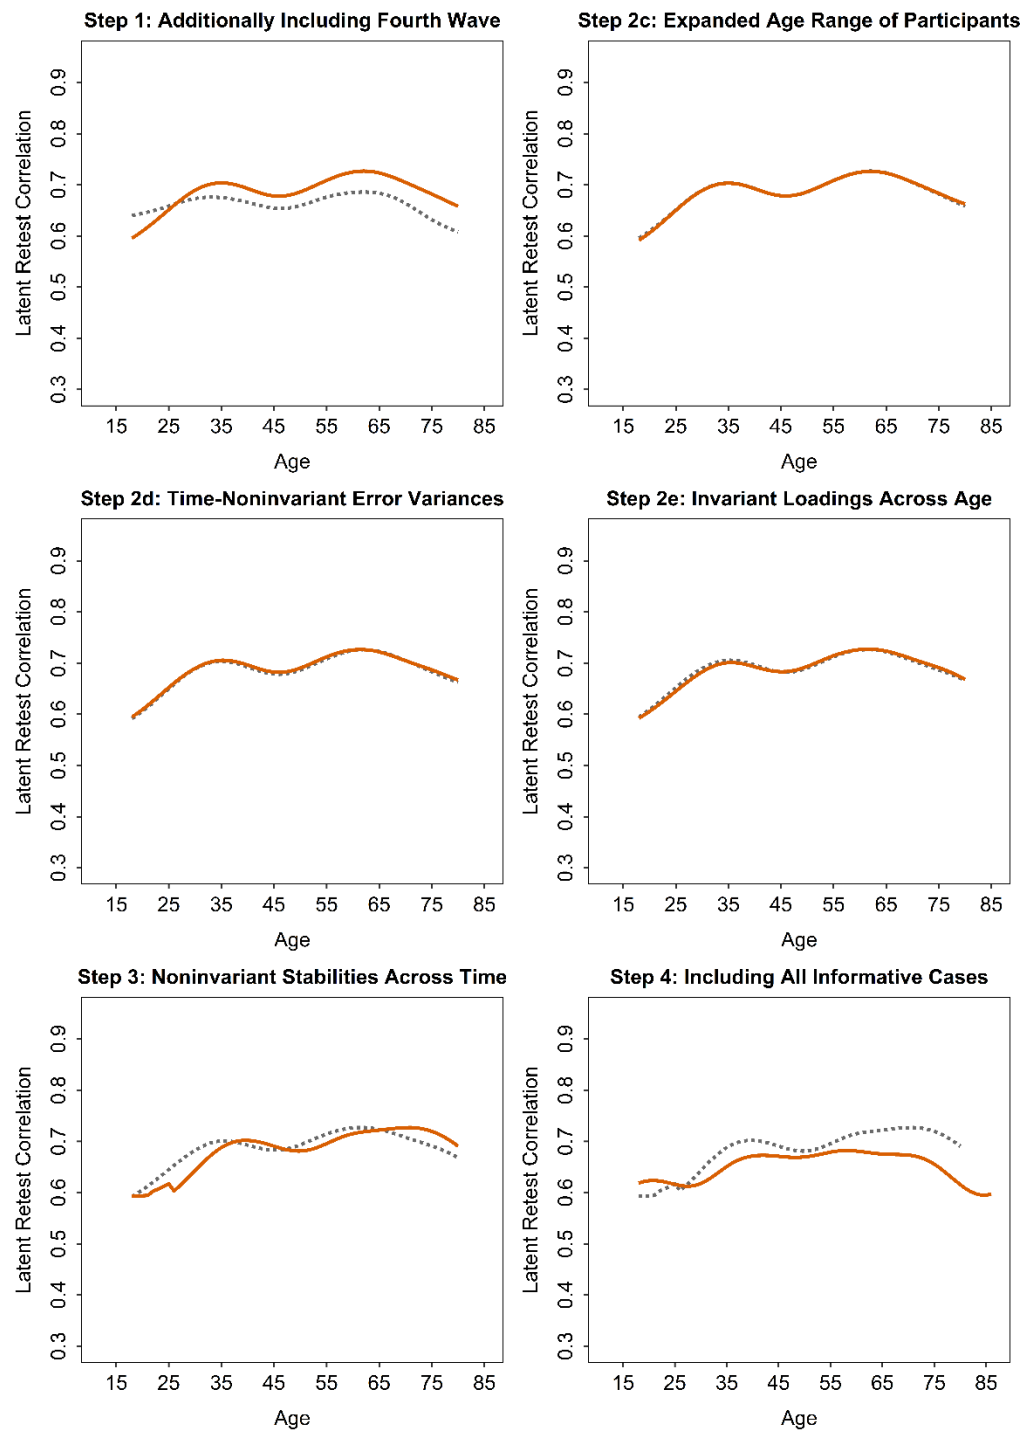 Step 1: Additionally Including Fourth Wave
Latent Retest Correlation
0.9
0.8
0.7
0.6
0.5
0.4
0.3
15 25 35 45 55 65 75 85
Age
Step 2c: Expanded Age Range of Participants
Latent Retest Correlation
0.9
0.8
0.7
0.6
0.5
0.4
0.3
15 25 35 45 55 65 75 85
Age
Step 2d: Time-Noninvariant Error Variances
Latent Retest Correlation
0.9
0.8
0.7
0.6
0.5
0.4
0.3
15 25 35 45 55 65 75 85
Age
Step 2e: Invariant Loadings Across Age
Latent Retest Correlation
0.9
0.8
0.7
0.6
0.5
0.4
0.3
15 25 35 45 55 65 75 85
Age
Step 3: Noninvariant Stabilities Across Time
Latent Retest Correlation
0.9
0.8
0.7
0.6
0.5
0.4
0.3
15 25 35 45 55 65 75 85
Age
Step 4: Including All Informative Cases
Latent Retest Correlation
0.9
0.8
0.7
0.6
0.5
0.4
0.3
15 25 35 45 55 65 75 85
Age